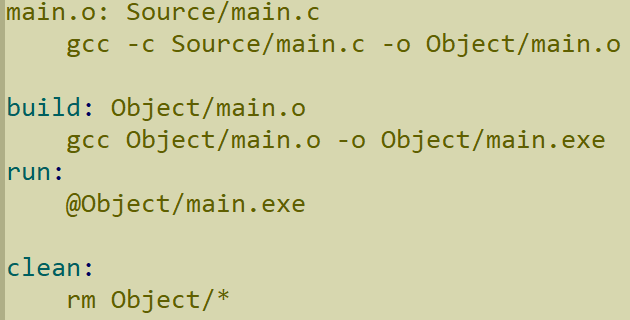 main.o: Source/main.c
    gcc -c Source/main.c -o Object/main.o
build: Object/main.o
    gcc Object/main.o -o Object/main.exe
run:
    @Object/main.exe
clean:
    rm Object/*